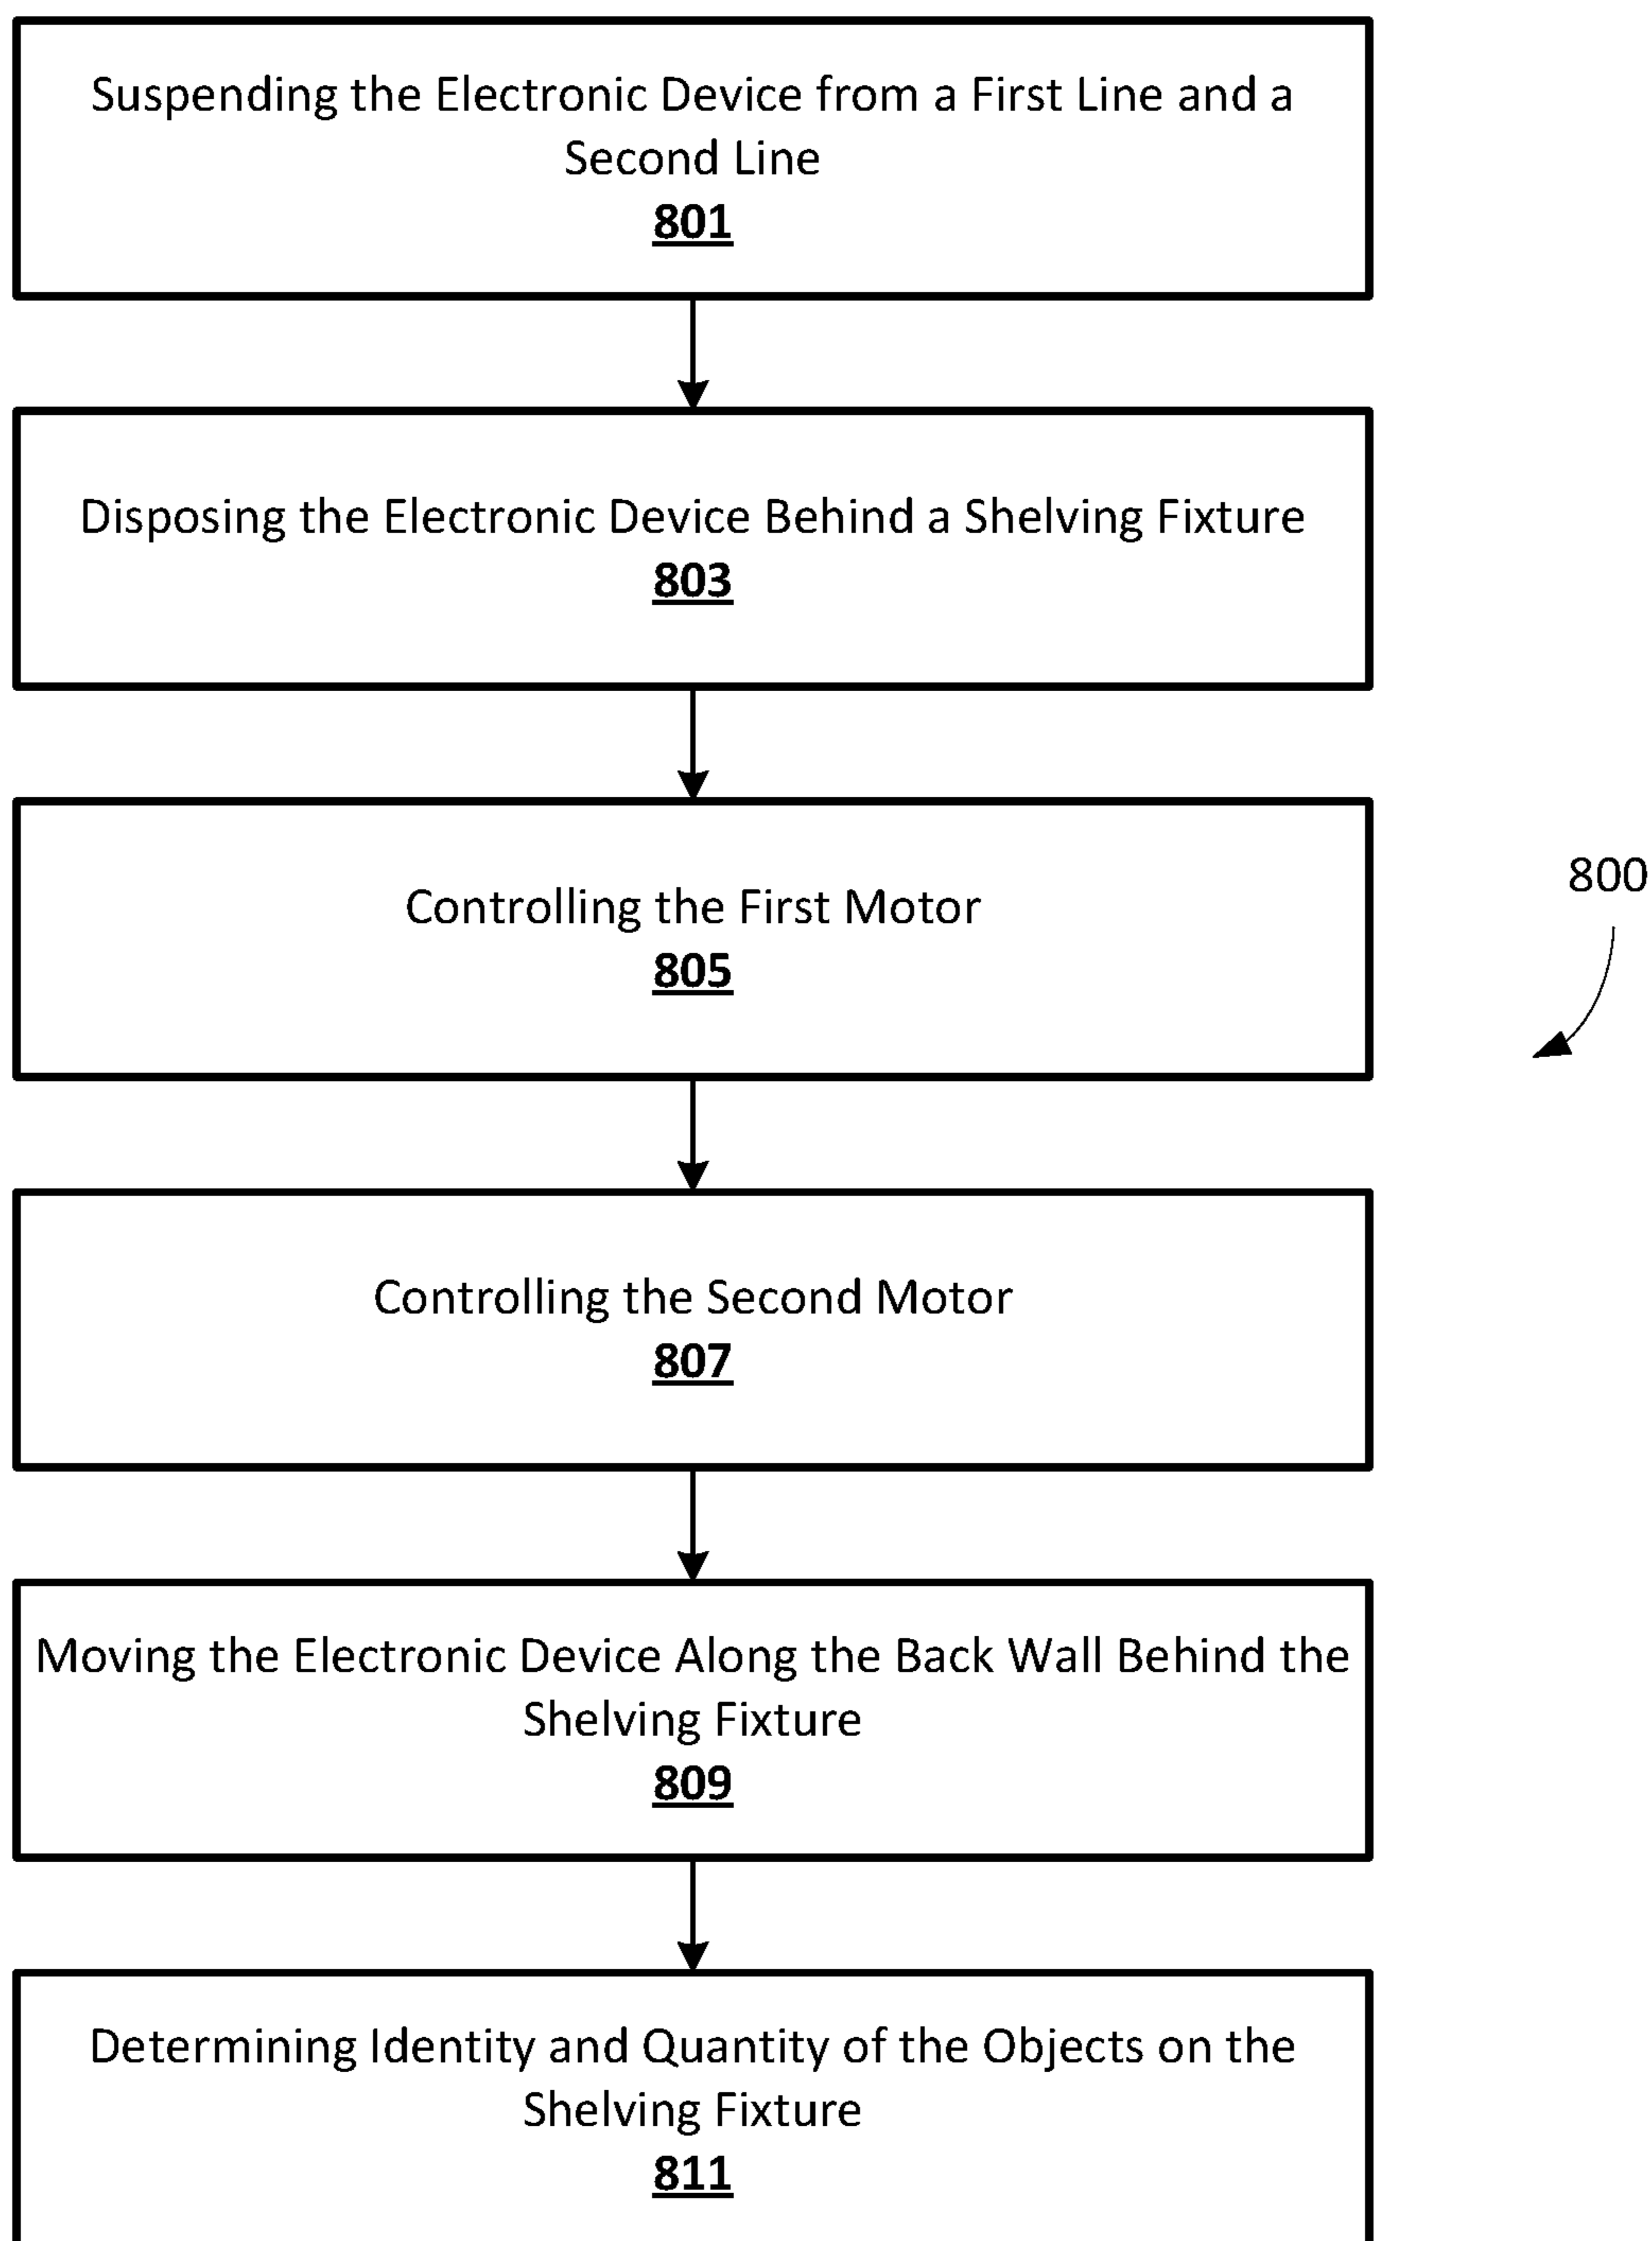 Suspending the Electronic Device from a First Line and a
Second Line
801
Disposing the Electronic Device Behind a Shelving Fixture
803
Controlling the First Motor
805
800
Controlling the Second Motor
807
Moving the Electronic Device Along the Back Wall Behind the
Shelving Fixture
809
Determining Identity and Quantity of the Objects on the
Shelving Fixture
811